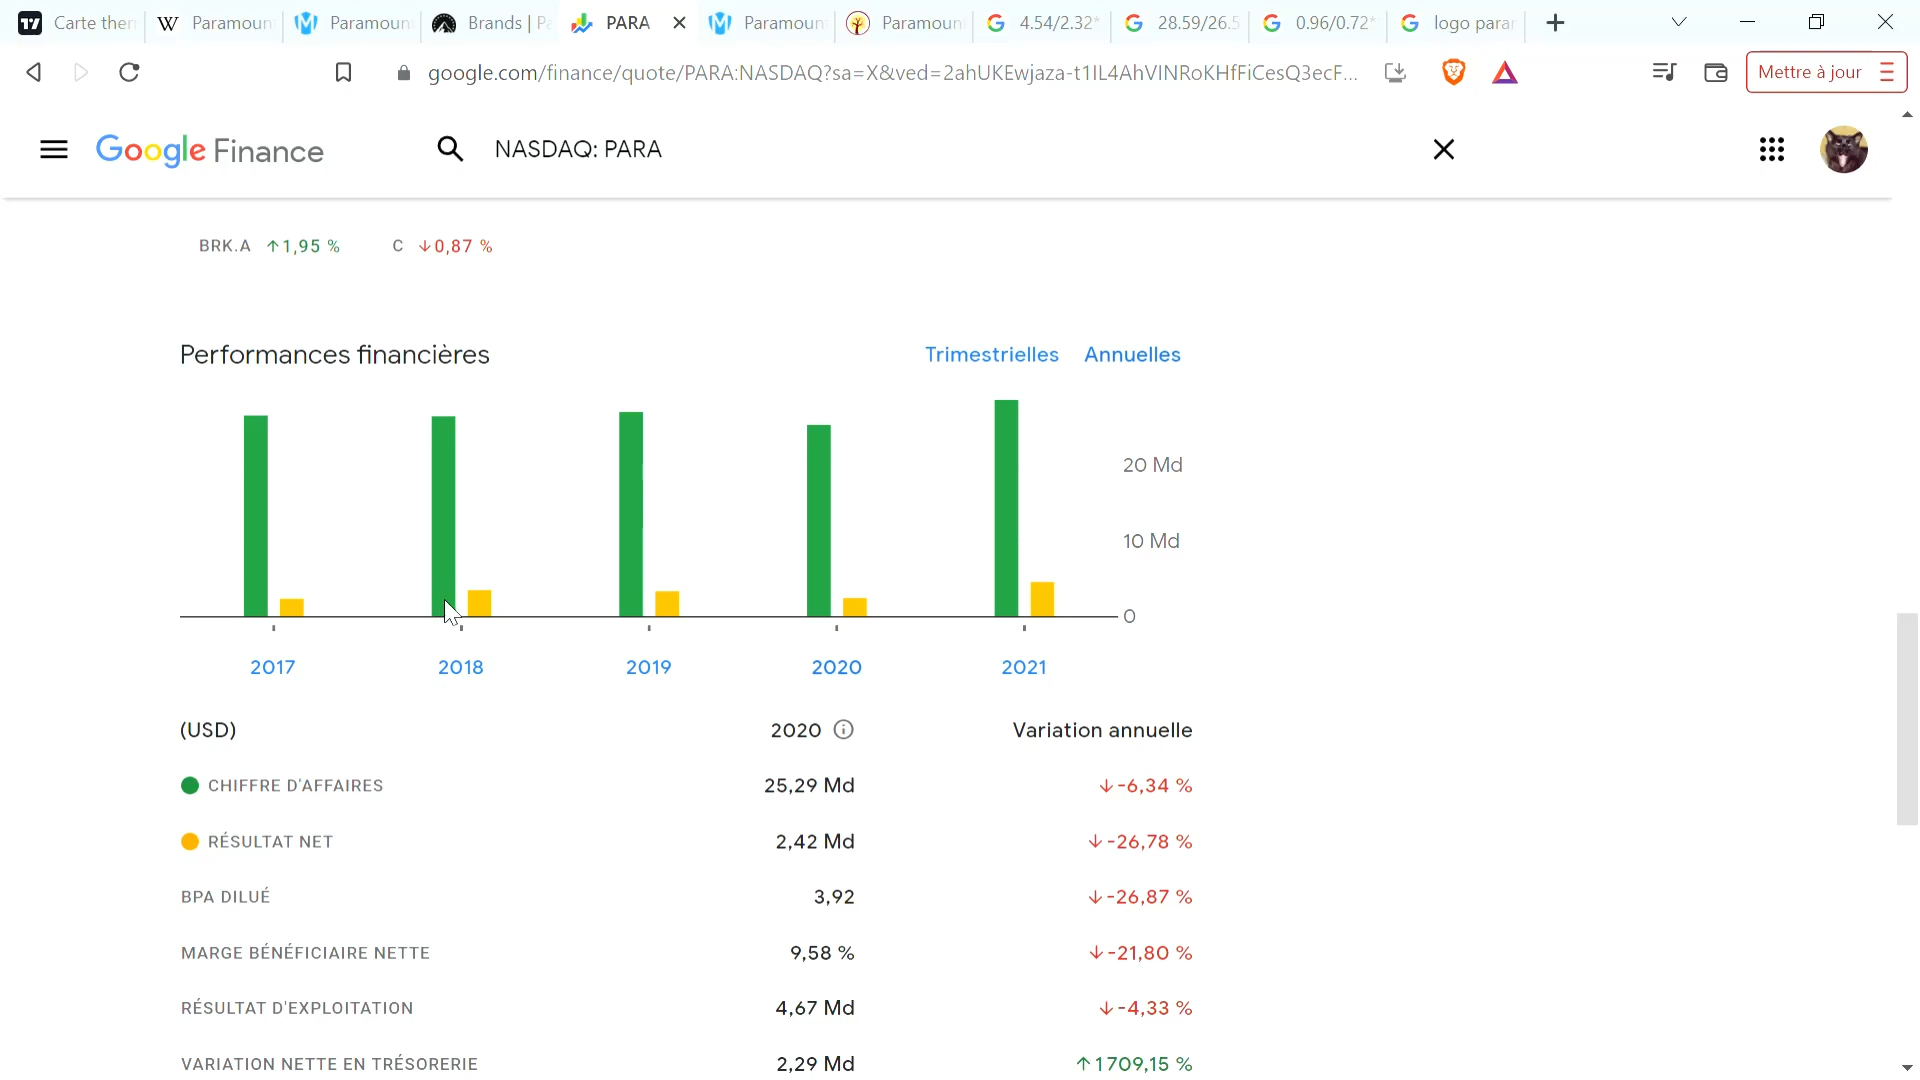 Carte ther Paramoun Paramoun Brands | Pa PARA Paramoun Paramoun 4.54/2.32* 28.59/26.5 0.96/0.72* logo parar
google.com/finance/quote/PARA:NASDAQ?sa=X&ved=2ahUKEwjaza-t1IL4AhVINRoKHfFiCesQ3ecF... Mettre à jour
Google Finance NASDAQ: PARA
BRK.A ↑1,95 % C ↓0,87 %
Performances financières Trimestrielles Annuelles
20 Md
10 Md
0
2017 2018 2019 2020 2021
(USD) 2020 Variation annuelle
CHIFFRE D'AFFAIRES 25,29 Md ↓-6,34 %
RÉSULTAT NET 2,42 Md ↓-26,78 %
BPA DILUÉ 3,92 ↓-26,87 %
MARGE BÉNÉFICIAIRE NETTE 9,58 % ↓-21,80 %
RÉSULTAT D'EXPLOITATION 4,67 Md ↓-4,33 %
VARIATION NETTE EN TRÉSORERIE 2,29 Md ↑1 709,15 %